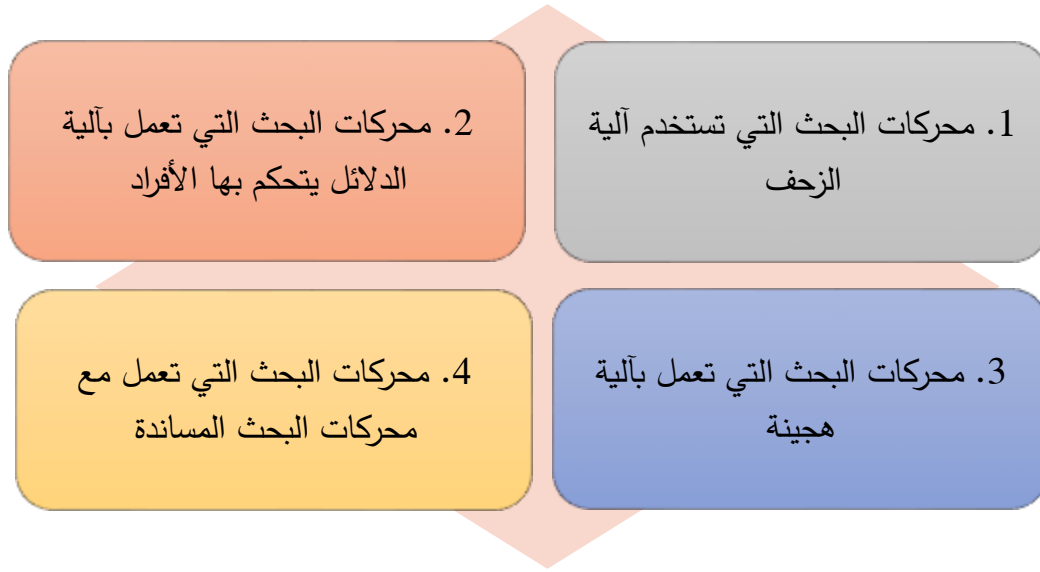 1. محركات البحث التي تستخدم آلية
الزحف
2. محركات البحث التي تعمل بآلية
الدلائل يتحكم بها الأفراد
3. محركات البحث التي تعمل بآلية
هجينة
4. محركات البحث التي تعمل مع
محركات البحث المساندة